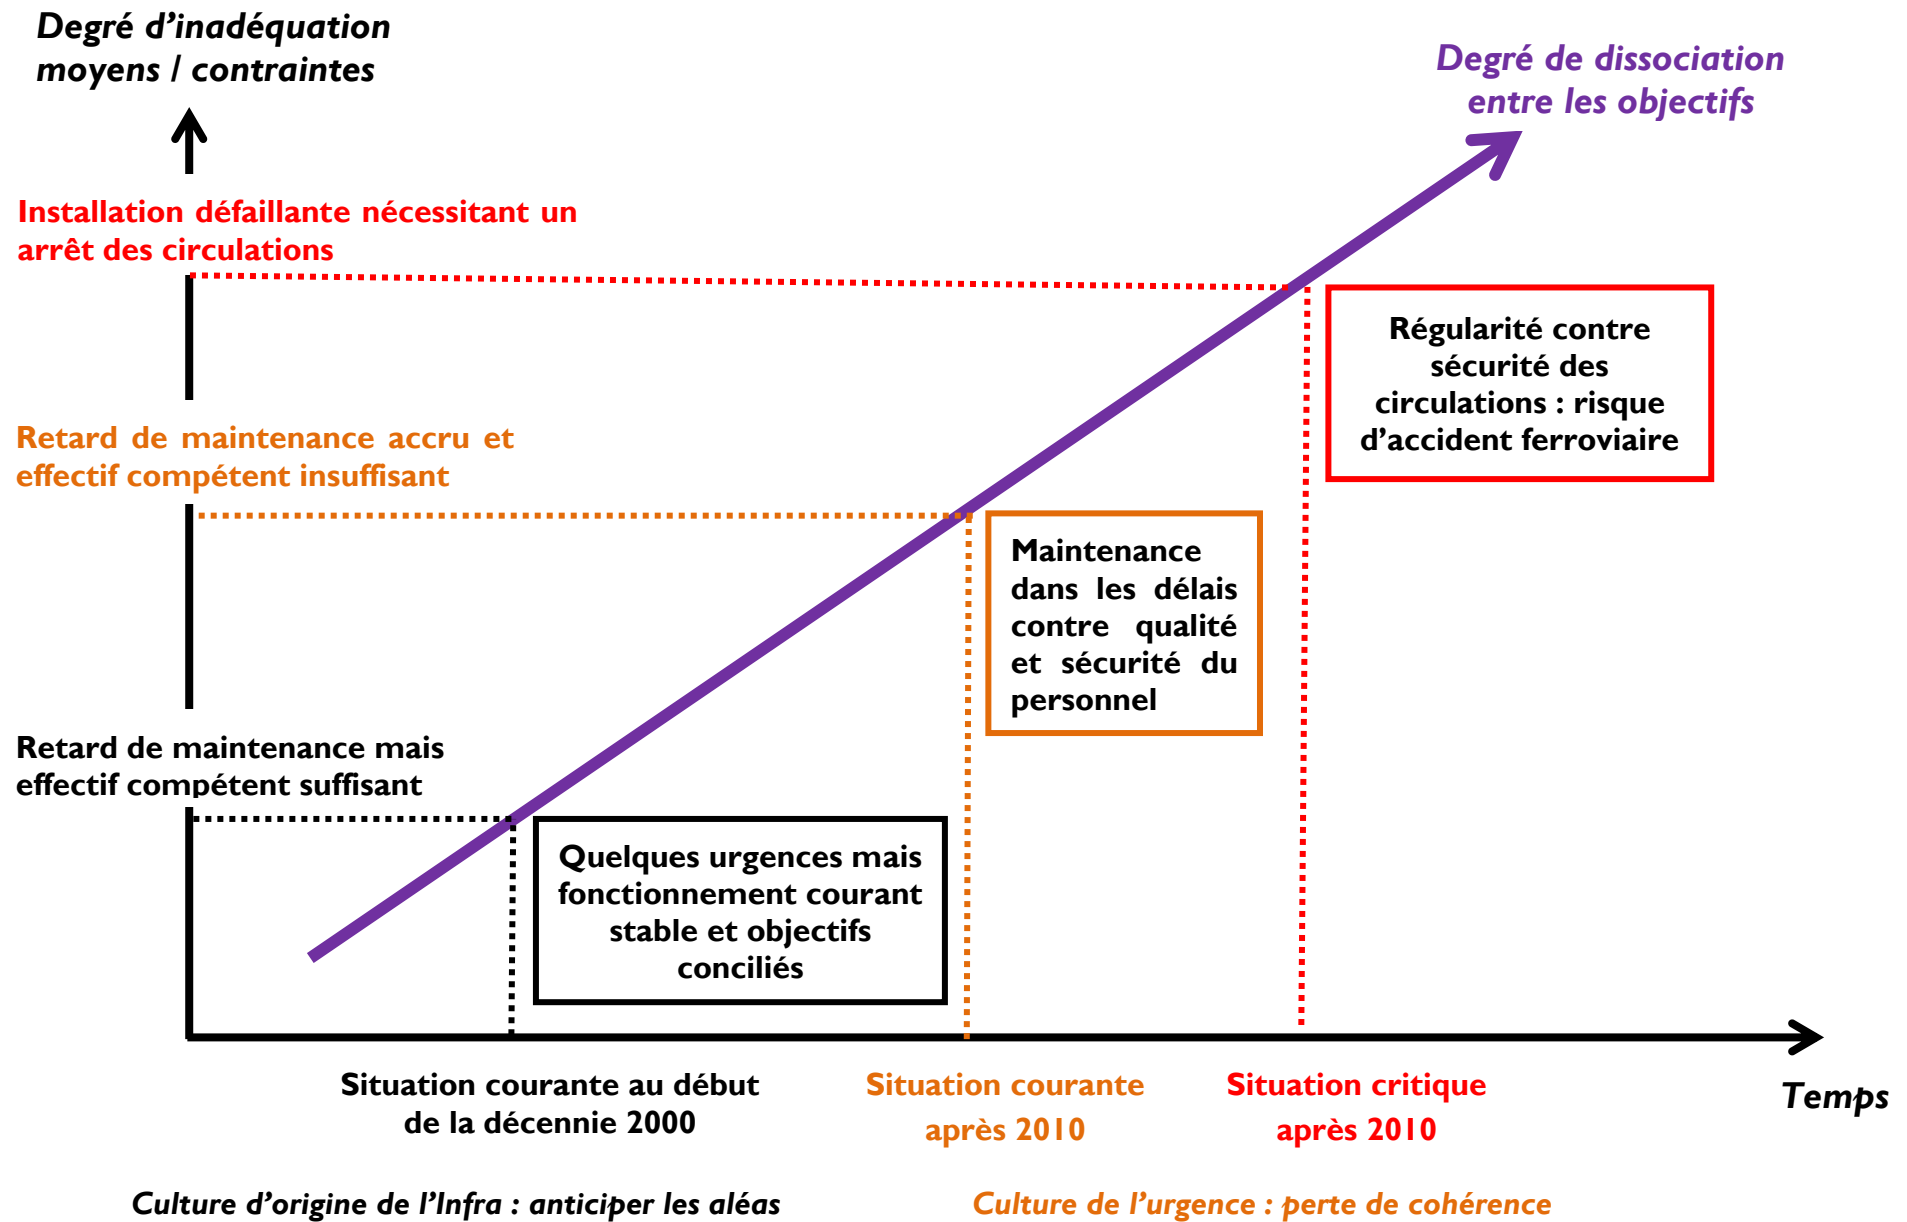 Degré d’inadéquation
moyens / contraintes
Degré de dissociation
entre les objectifs
Installation défaillante nécessitant un
arrêt des circulations
Régularité contre
sécurité des
circulations : risque
d’accident ferroviaire
Retard de maintenance accru et
effectif compétent insuffisant
Maintenance
dans les délais
contre qualité
et sécurité du
personnel
Retard de maintenance mais
effectif compétent suffisant
Quelques urgences mais
fonctionnement courant
stable et objectifs
conciliés
Situation courante au début
de la décennie 2000
Situation courante
après 2010
Situation critique
après 2010
Temps
Culture d’origine de l’Infra : anticiper les aléas
Culture de l’urgence : perte de cohérence